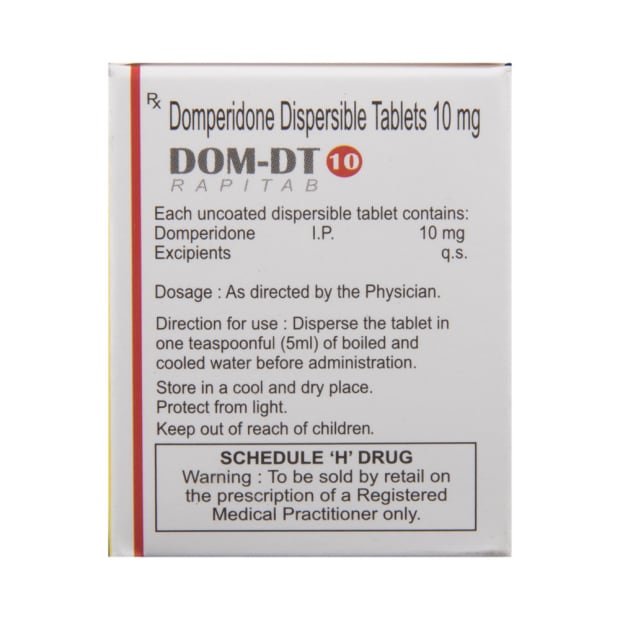 Rx Domperidone Dispersible Tablets 10 mg
DOM-DT 10
RAPITAB
Each uncoated dispersible tablet contains:
Domperidone I.P. 10 mg
Excipients q.s.
Dosage : As directed by the Physician.
Direction for use : Disperse the tablet in
one teaspoonful (5ml) of boiled and
cooled water before administration.
Store in a cool and dry place.
Protect from light.
Keep out of reach of children.
SCHEDULE ‘H’ DRUG
Warning : To be sold by retail on
the prescription of a Registered
Medical Practitioner only.